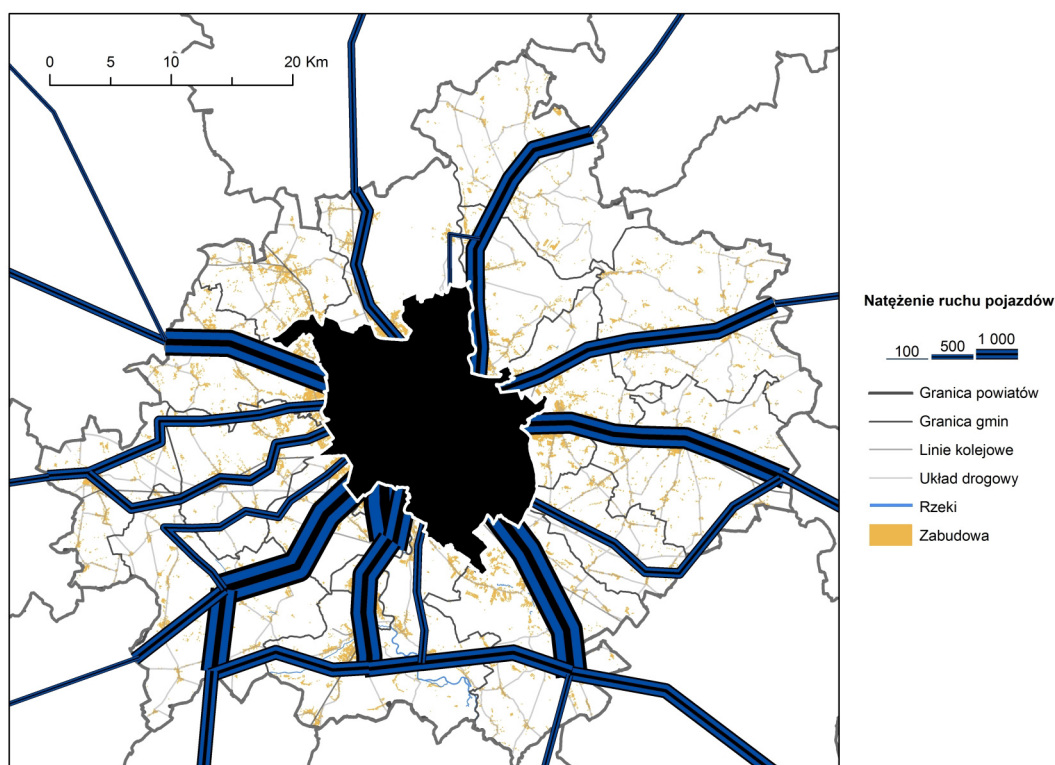 0 5 10 20 Km
Natężenie ruchu pojazdów
100 500 1 000
Granica powiatów
Granica gmin
Linie kolejowe
Układ drogowy
Rzeki
Zabudowa